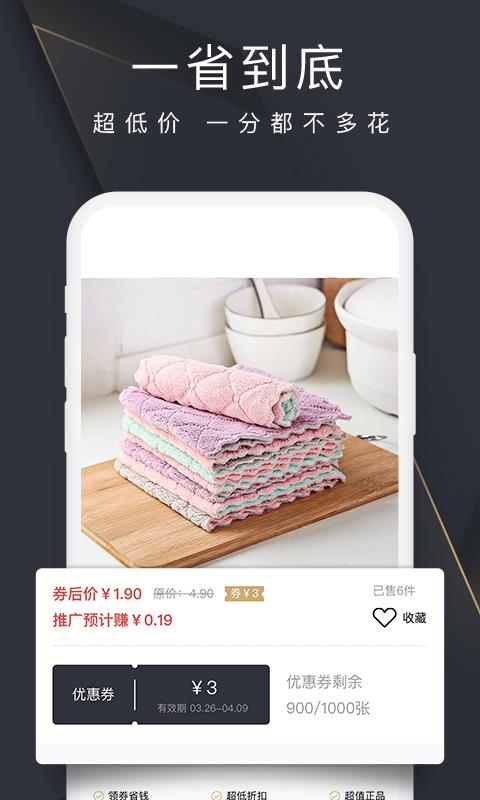 一省到底
超低价 一分都不多花
券后价¥1.90 原价：4.90 券¥3 已售6件
推广预计赚¥0.19 收藏
优惠券 ¥3 优惠券剩余
有效期 03.26-04.09 900/1000张
领券省钱 超低折扣 超值正品